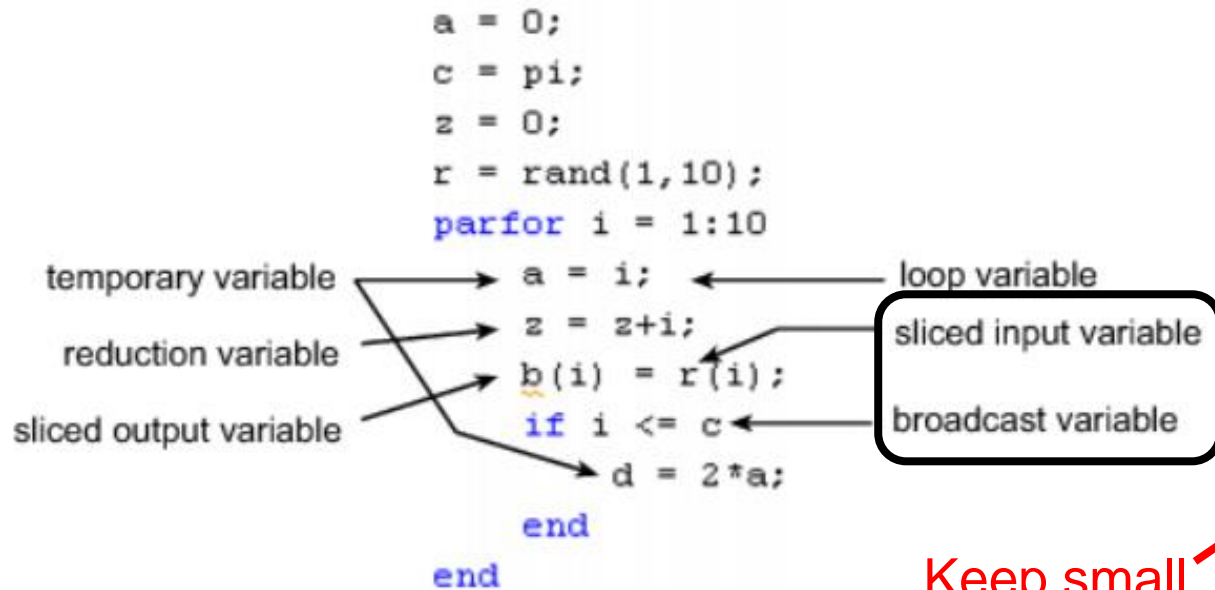 a = 0;
c = pi;
z = 0;
r = rand(1,10);
parfor i = 1:10
temporary variable a = i; loop variable
reduction variable z = z+i; sliced input variable
b(i) = r(i);
sliced output variable if i <= c broadcast variable
d = 2*a;
end
end Keep small